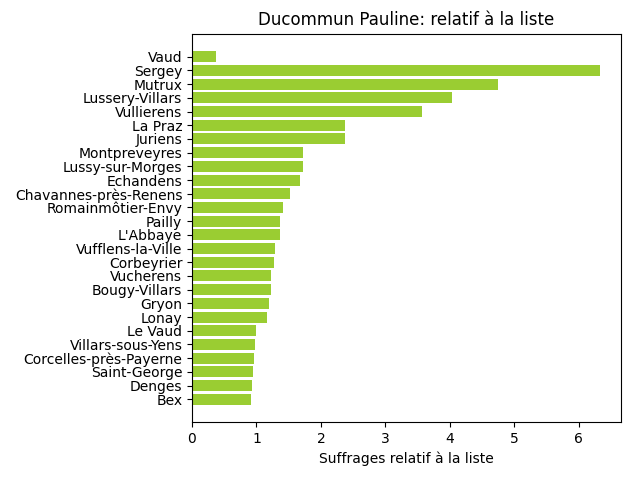 Ducommun Pauline: relatif à la liste
Vaud
Sergey
Mutrux
Lussery-Villars
Vullierens
La Praz
Juriens
Montpreveyres
Lussy-sur-Morges
Echandens
Chavannes-près-Renens
Romainmôtier-Envy
Pailly
L'Abbaye
Vufflens-la-Ville
Corbeyrier
Vucherens
Bougy-Villars
Gryon
Lonay
Le Vaud
Villars-sous-Yens
Corcelles-près-Payerne
Saint-George
Denges
Bex
0 1 2 3 4 5 6
Suffrages relatif à la liste